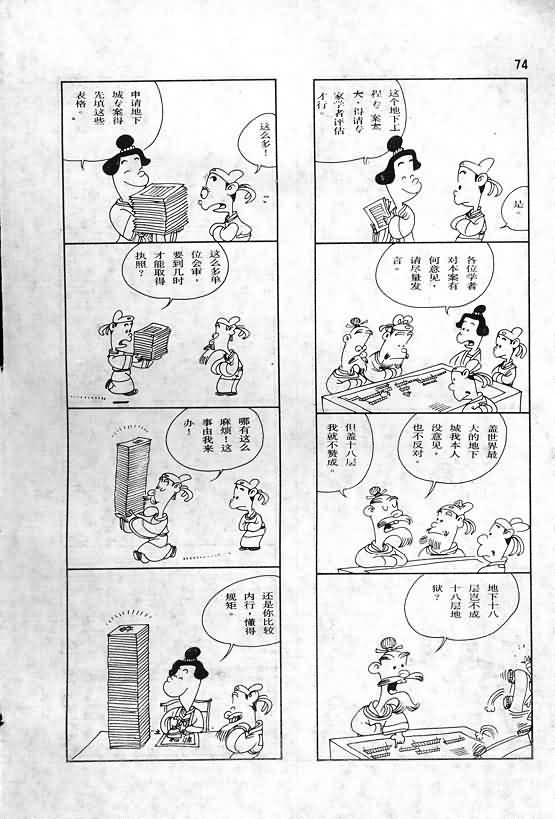 74
这个地下工
程专案太
大，得请专
家学者评估
才行。
是。
各位学者
对本案有
何意见，
请尽量发
言。
盖世界最
大的地下
城我本人
没意见，
也不反对。
但盖十八层
我就不赞成。
地下十八
层岂不成
十八层地
狱？
申请地下
城专案得
先填这些
表格。
这么多！
这么多单
位会审，
要到几时
才能取得
执照？
哪有这么
麻烦！这
事由我来
办！
还是你比较
内行，懂得
规矩。